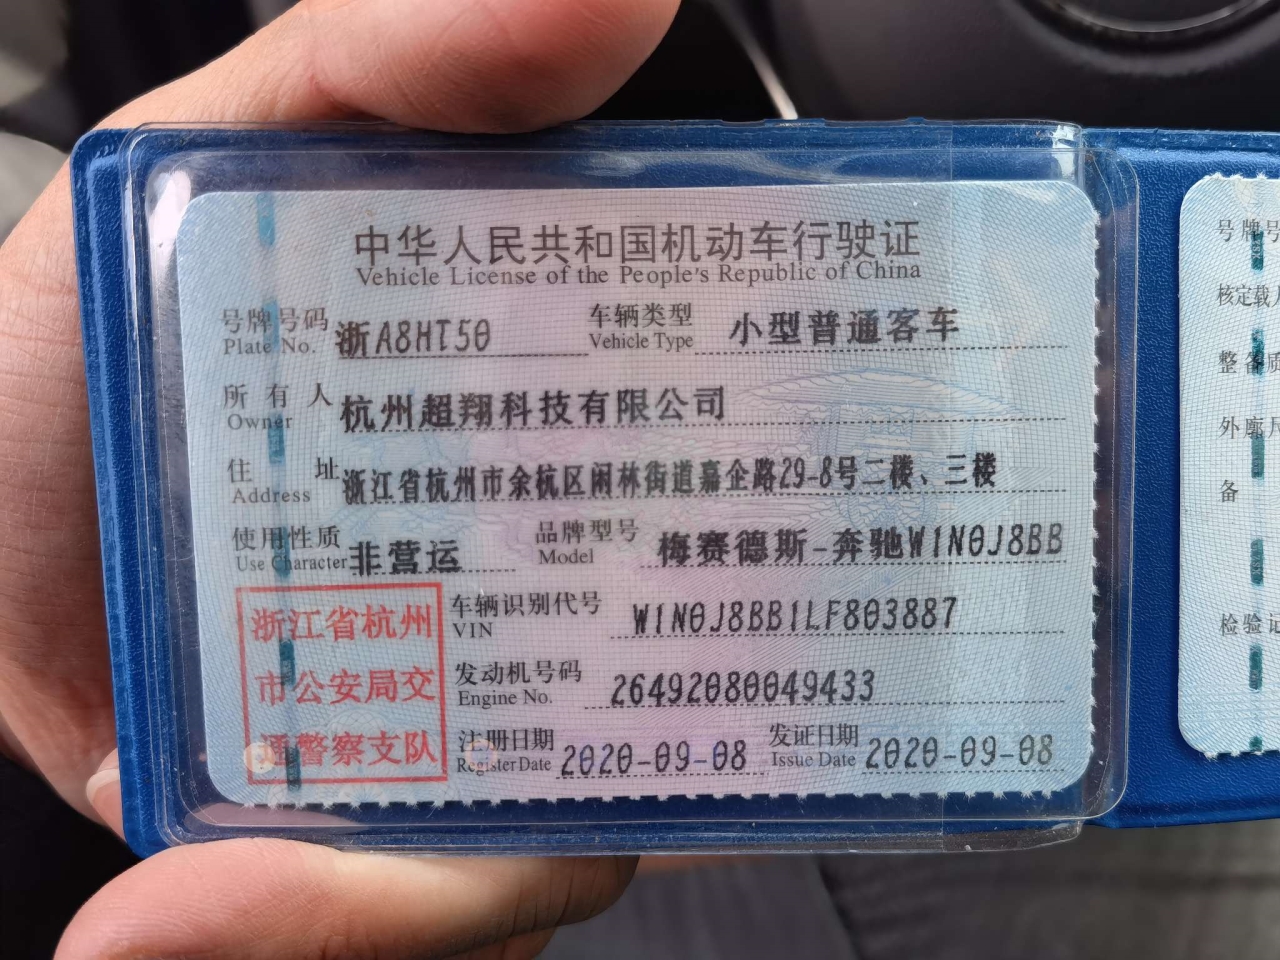 中华人民共和国机动车行驶证
Vehicle License of the People's Republic of China
号牌号码 浙A8HT50 车辆类型 小型普通客车
Plate No. Vehicle Type
所有人 杭州超翔科技有限公司
Owner
住址 浙江省杭州市余杭区闲林街道嘉企路29-8号二楼、三楼
Address
使用性质 非营运 品牌型号 梅赛德斯-奔驰W1N0J8BB
Use Character Model
浙江省杭州
市公安局交
通警察支队
车辆识别代号 W1N0J8BB1LF803887
VIN
发动机号码 26492080049433
Engine No.
注册日期 2020-09-08 发证日期 2020-09-08
Register Date Issue Date
号牌号
核定载
整备质
外廓尺
备
检验记